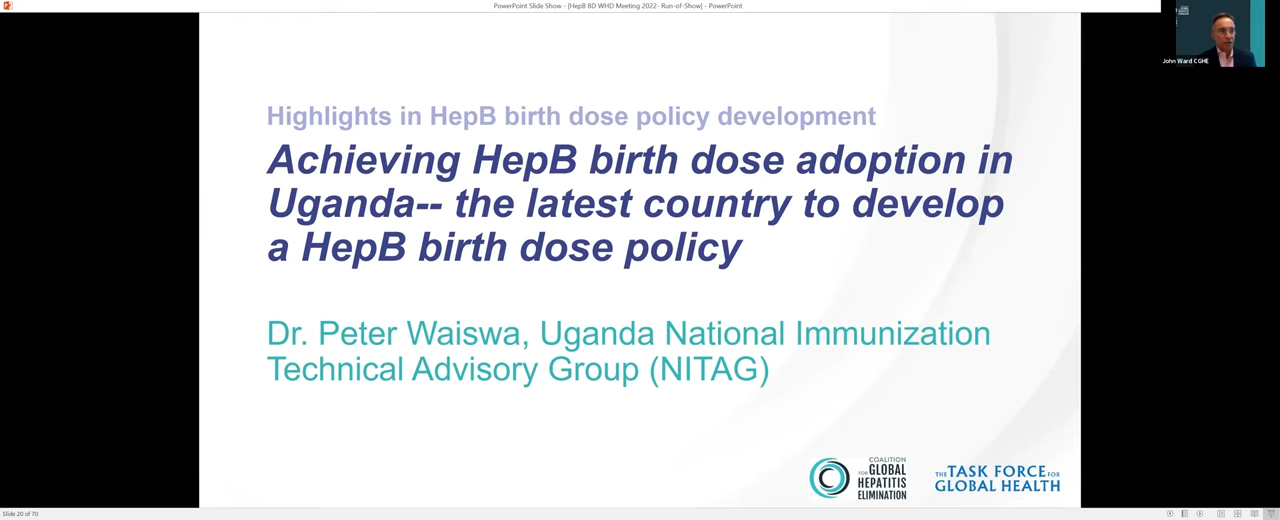 PowerPoint Slide Show - [HepB BD WHD Meeting 2022- Run-of-Show] - PowerPoint
John Ward CGHE
Highlights in HepB birth dose policy development
Achieving HepB birth dose adoption in
Uganda-- the latest country to develop
a HepB birth dose policy
Dr. Peter Waiswa, Uganda National Immunization
Technical Advisory Group (NITAG)
COALITION
FOR GLOBAL
HEPATITIS
ELIMINATION
THE TASK FORCE FOR
GLOBAL HEALTH
Slide 20 of 70